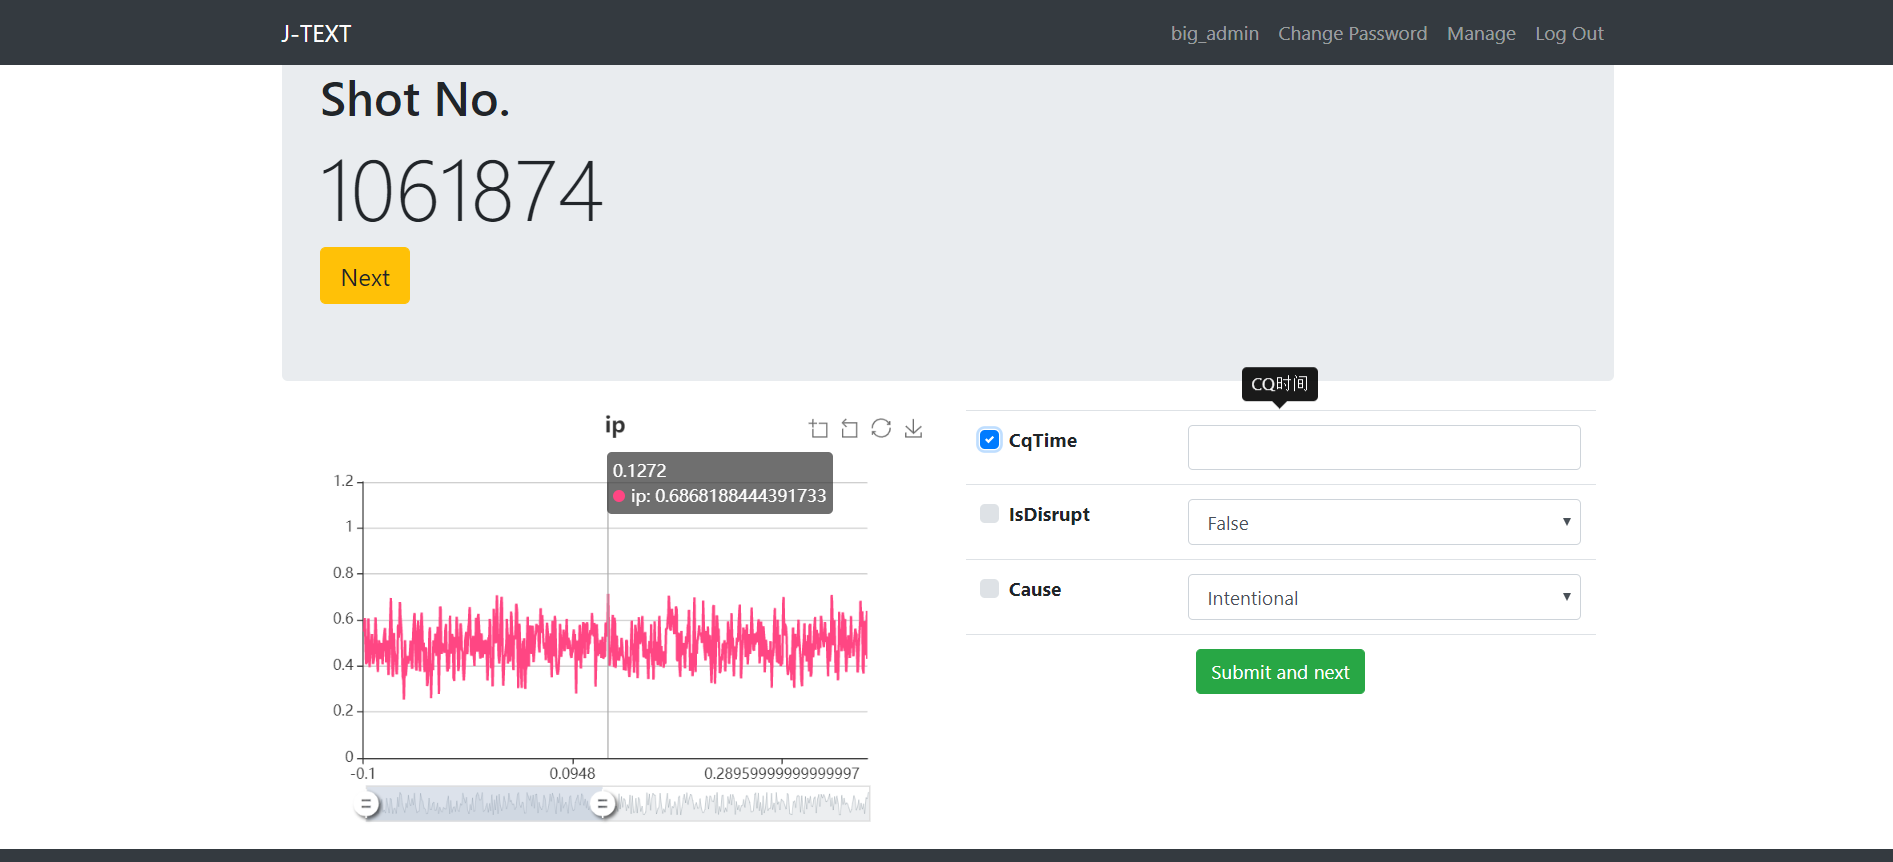 J-TEXT
big_admin Change Password Manage Log Out
Shot No.
1061874
Next
CQ时间
ip
0.1272
ip: 0.6868188444391733
1.2
1
0.8
0.6
0.4
0.2
0
-0.1 0.0948 0.28959999999999997
CqTime
IsDisrupt False
Cause Intentional
Submit and next